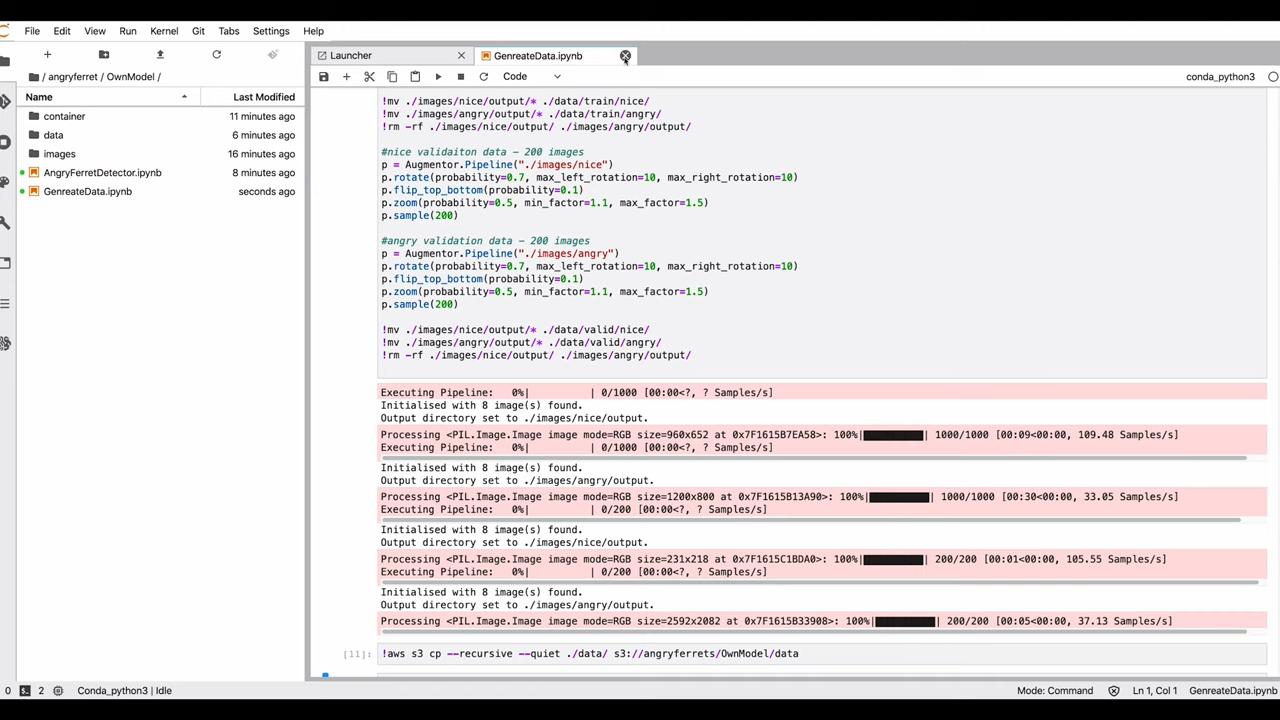 File Edit View Run Kernel Git Tabs Settings Help
/ angryferret / OwnModel /
Name Last Modified
container 11 minutes ago
data 6 minutes ago
images 16 minutes ago
AngryFerretDetector.ipynb 8 minutes ago
GenreateData.ipynb seconds ago
Launcher GenreateData.ipynb
Code conda_python3
!mv ./images/nice/output/* ./data/train/nice/
!mv ./images/angry/output/* ./data/train/angry/
!rm -rf ./images/nice/output/ ./images/angry/output/
#nice validaiton data - 200 images
p = Augmentor.Pipeline("./images/nice")
p.rotate(probability=0.7, max_left_rotation=10, max_right_rotation=10)
p.flip_top_bottom(probability=0.1)
p.zoom(probability=0.5, min_factor=1.1, max_factor=1.5)
p.sample(200)
#angry validation data - 200 images
p = Augmentor.Pipeline("./images/angry")
p.rotate(probability=0.7, max_left_rotation=10, max_right_rotation=10)
p.flip_top_bottom(probability=0.1)
p.zoom(probability=0.5, min_factor=1.1, max_factor=1.5)
p.sample(200)
!mv ./images/nice/output/* ./data/valid/nice/
!mv ./images/angry/output/* ./data/valid/angry/
!rm -rf ./images/nice/output/ ./images/angry/output/
Executing Pipeline:   0%|          | 0/1000 [00:00<?, ? Samples/s]
Initialised with 8 image(s) found.
Output directory set to ./images/nice/output.
Processing <PIL.Image.Image image mode=RGB size=960x652 at 0x7F1615B7EA58>: 100%|██████████| 1000/1000 [00:09<00:00, 109.48 Samples/s]
Executing Pipeline:   0%|          | 0/1000 [00:00<?, ? Samples/s]
Initialised with 8 image(s) found.
Output directory set to ./images/angry/output.
Processing <PIL.Image.Image image mode=RGB size=1200x800 at 0x7F1615B13A90>: 100%|██████████| 1000/1000 [00:30<00:00, 33.05 Samples/s]
Executing Pipeline:   0%|          | 0/200 [00:00<?, ? Samples/s]
Initialised with 8 image(s) found.
Output directory set to ./images/nice/output.
Processing <PIL.Image.Image image mode=RGB size=231x218 at 0x7F1615C1BDA0>: 100%|██████████| 200/200 [00:01<00:00, 105.55 Samples/s]
Executing Pipeline:   0%|          | 0/200 [00:00<?, ? Samples/s]
Initialised with 8 image(s) found.
Output directory set to ./images/angry/output.
Processing <PIL.Image.Image image mode=RGB size=2592x2082 at 0x7F1615B33908>: 100%|██████████| 200/200 [00:05<00:00, 37.13 Samples/s]
[11]: !aws s3 cp --recursive --quiet ./data/ s3://angryferrets/OwnModel/data
0 2 Conda_python3 | Idle Mode: Command Ln 1, Col 1 GenreateData.ipynb